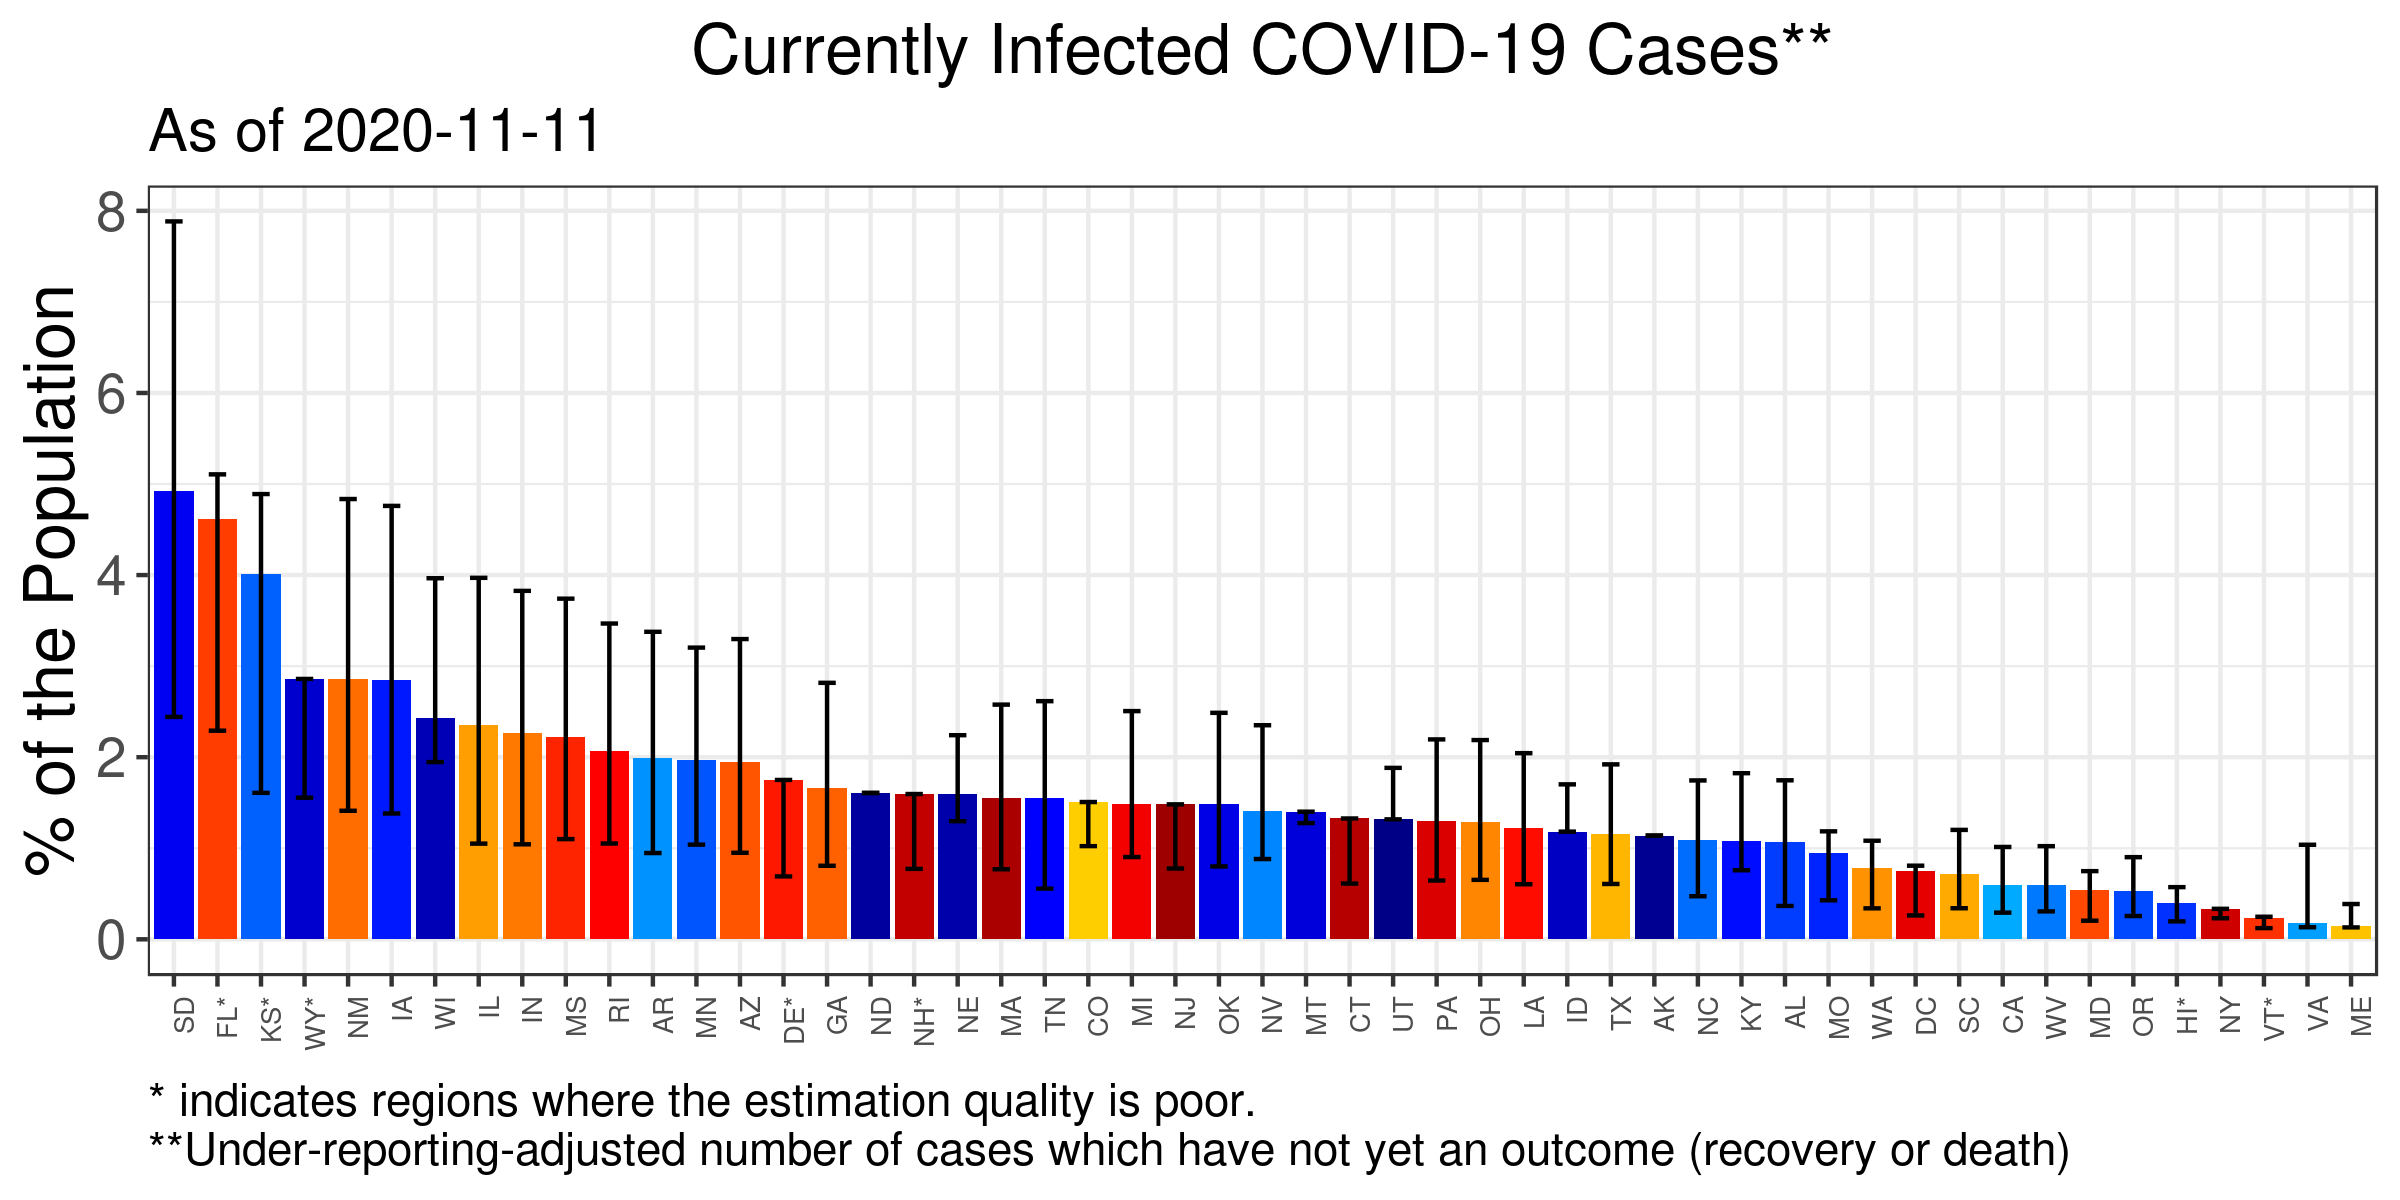 Currently Infected COVID-19 Cases**
As of 2020-11-11
% of the Population
8
6
4
2
0
SD FL* KS* WY* NM IA WI IL IN MS RI AR MN AZ DE* GA ND NH* NE MA TN CO MI NJ OK NV MT CT UT PA OH LA ID TX AK NC KY AL MO WA DC SC CA WV MD OR HI* NY VT* VA ME
* indicates regions where the estimation quality is poor.
**Under-reporting-adjusted number of cases which have not yet an outcome (recovery or death)